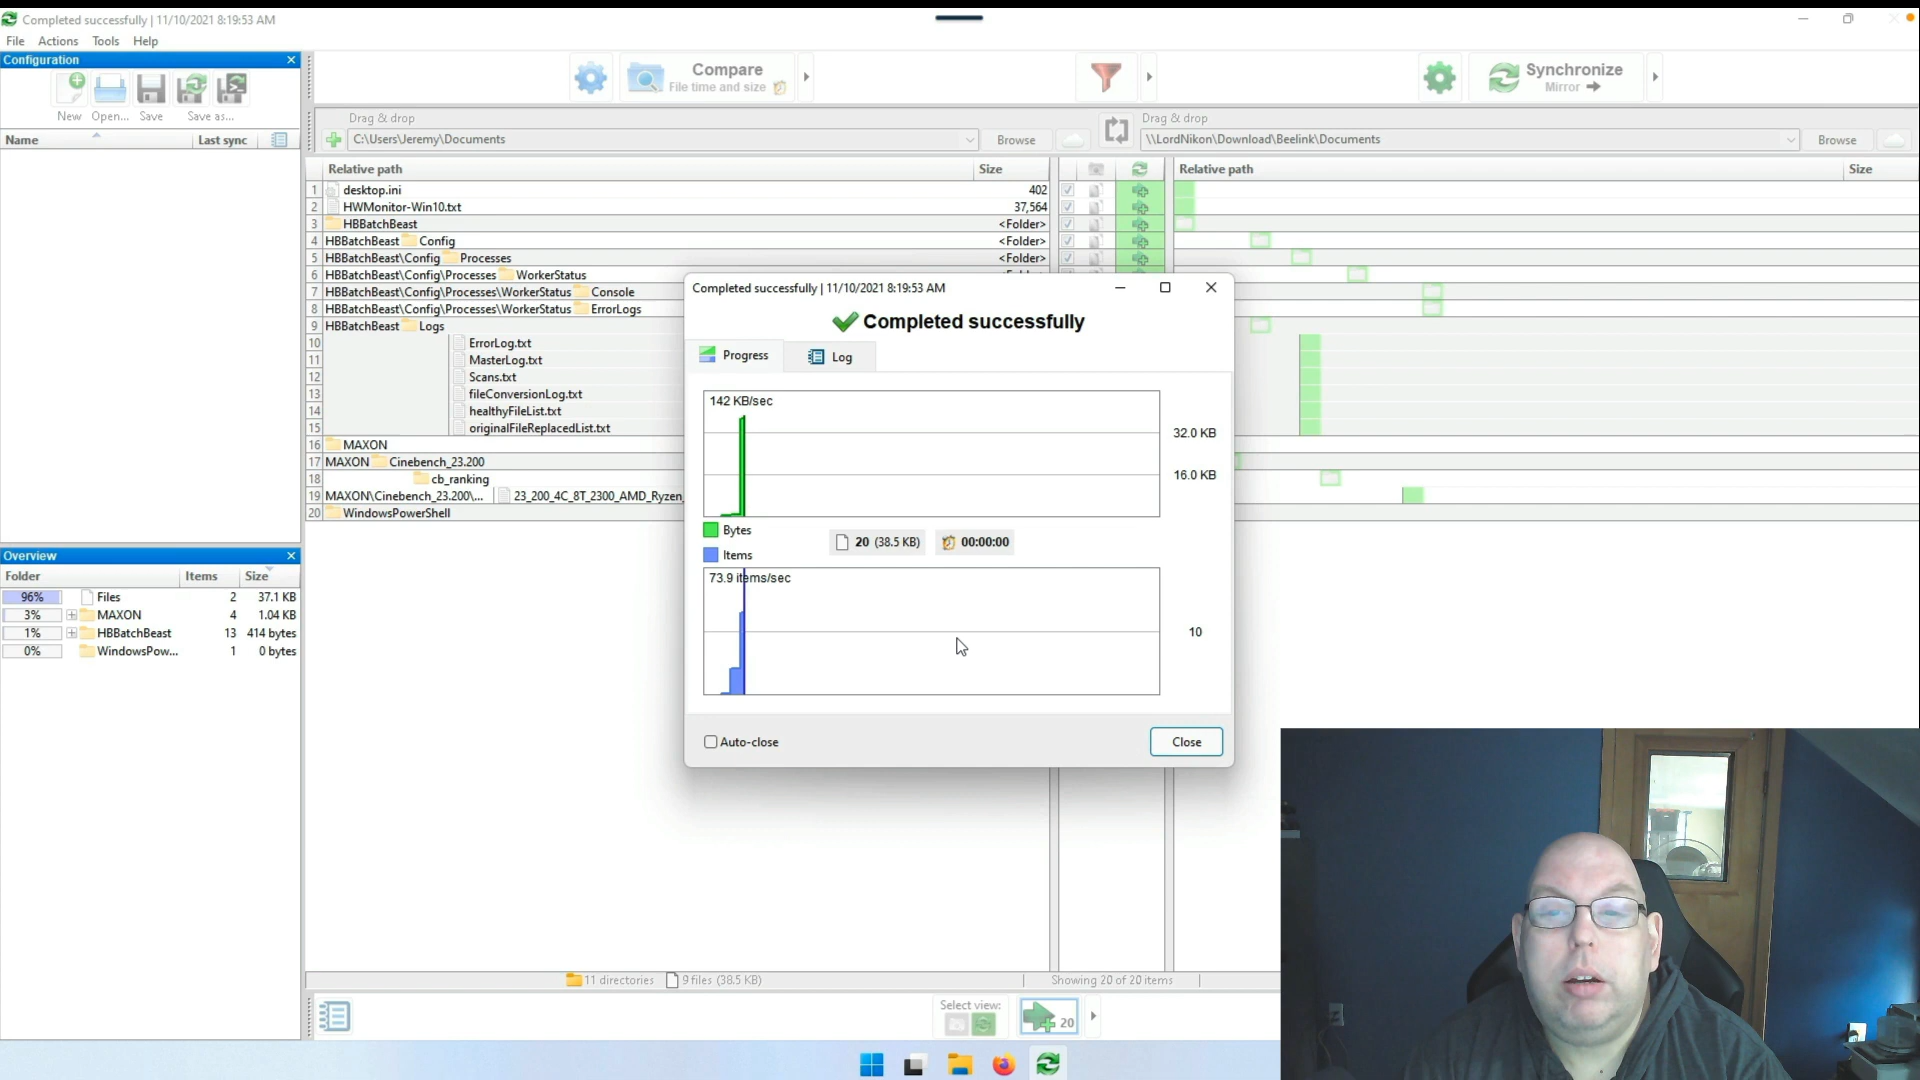 Completed successfully | 11/10/2021 8:19:53 AM
File Actions Tools Help
Configuration
New Open... Save Save as...
Name Last sync
Compare
File time and size
Synchronize
Mirror
Drag & drop
C:\Users\Jeremy\Documents Browse
Drag & drop
\\LordNikon\Download\Beelink\Documents Browse
Relative path Size
Relative path Size
1 desktop.ini 402
2 HWMonitor-Win10.txt 37,564
3 HBBatchBeast <Folder>
4 HBBatchBeast Config <Folder>
5 HBBatchBeast\Config Processes <Folder>
6 HBBatchBeast\Config\Processes WorkerStatus
7 HBBatchBeast\Config\Processes\WorkerStatus Console
8 HBBatchBeast\Config\Processes\WorkerStatus ErrorLogs
9 HBBatchBeast Logs
10 ErrorLog.txt
11 MasterLog.txt
12 Scans.txt
13 fileConversionLog.txt
14 healthyFileList.txt
15 originalFileReplacedList.txt
16 MAXON
17 MAXON Cinebench_23.200
18 cb_ranking
19 MAXON\Cinebench_23.200\... 23_200_4C_8T_2300_AMD_Ryzen
20 WindowsPowerShell
Completed successfully | 11/10/2021 8:19:53 AM
Completed successfully
Progress Log
142 KB/sec
32.0 KB
16.0 KB
Bytes
Items
20 (38.5 KB) 00:00:00
73.9 items/sec
10
Auto-close Close
Overview
Folder Items Size
96% Files 2 37.1 KB
3% MAXON 4 1.04 KB
1% HBBatchBeast 13 414 bytes
0% WindowsPow... 1 0 bytes
11 directories 9 files (38.5 KB) Showing 20 of 20 items
Select view:
20